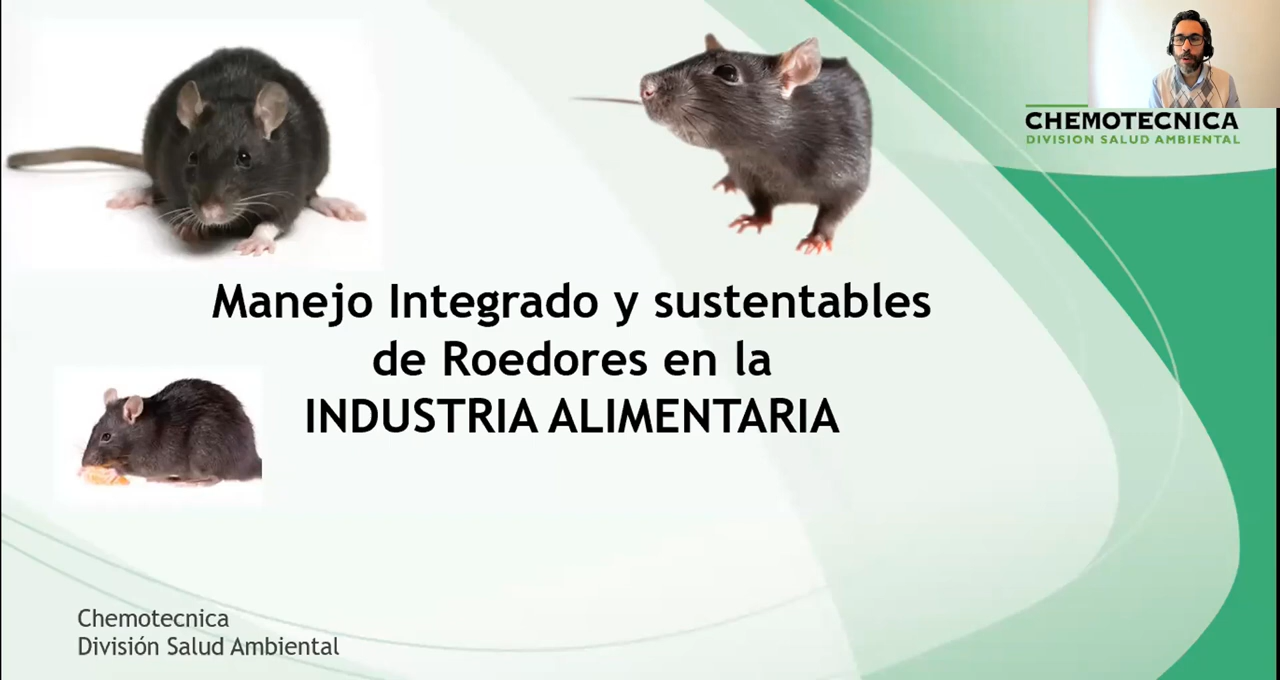 CHEMOTECNICA
DIVISION SALUD AMBIENTAL
Manejo Integrado y sustentables
de Roedores en la
INDUSTRIA ALIMENTARIA
Chemotecnica
División Salud Ambiental